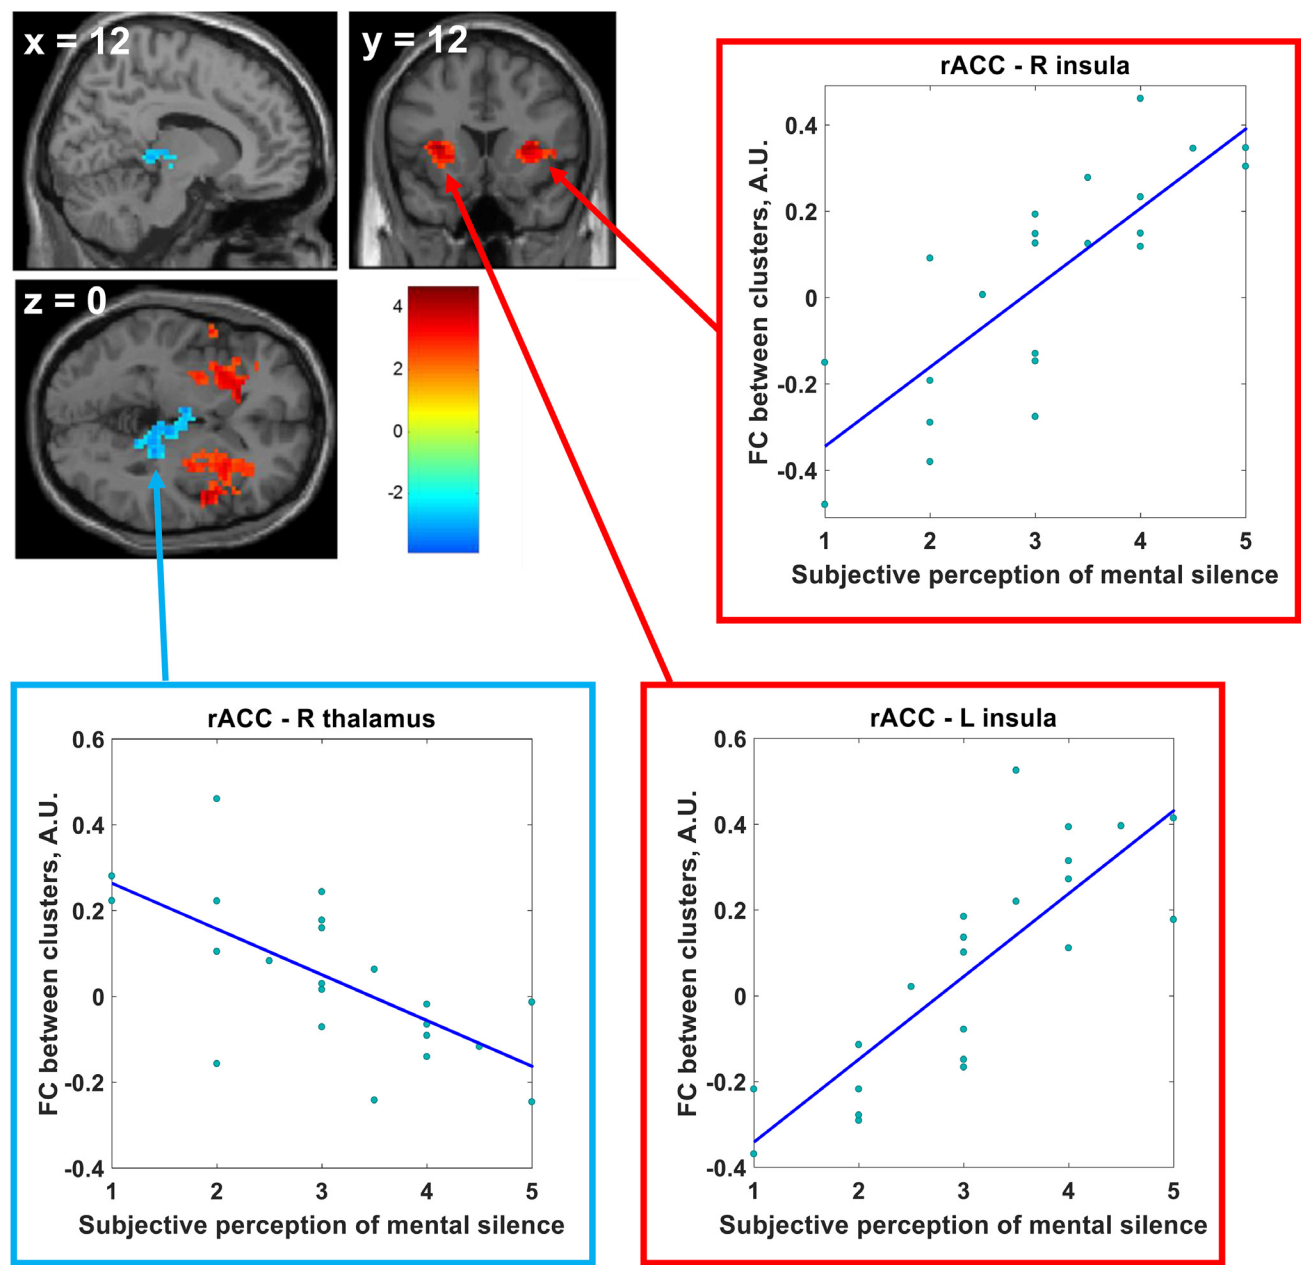 x = 12
y = 12
z = 0
4
2
0
-2
rACC - R insula
FC between clusters, A.U.
0.4
0.2
0
-0.2
-0.4
1 2 3 4 5
Subjective perception of mental silence
rACC - R thalamus
FC between clusters, A.U.
0.6
0.4
0.2
0
-0.2
-0.4
1 2 3 4 5
Subjective perception of mental silence
rACC - L insula
FC between clusters, A.U.
0.6
0.4
0.2
0
-0.2
-0.4
1 2 3 4 5
Subjective perception of mental silence